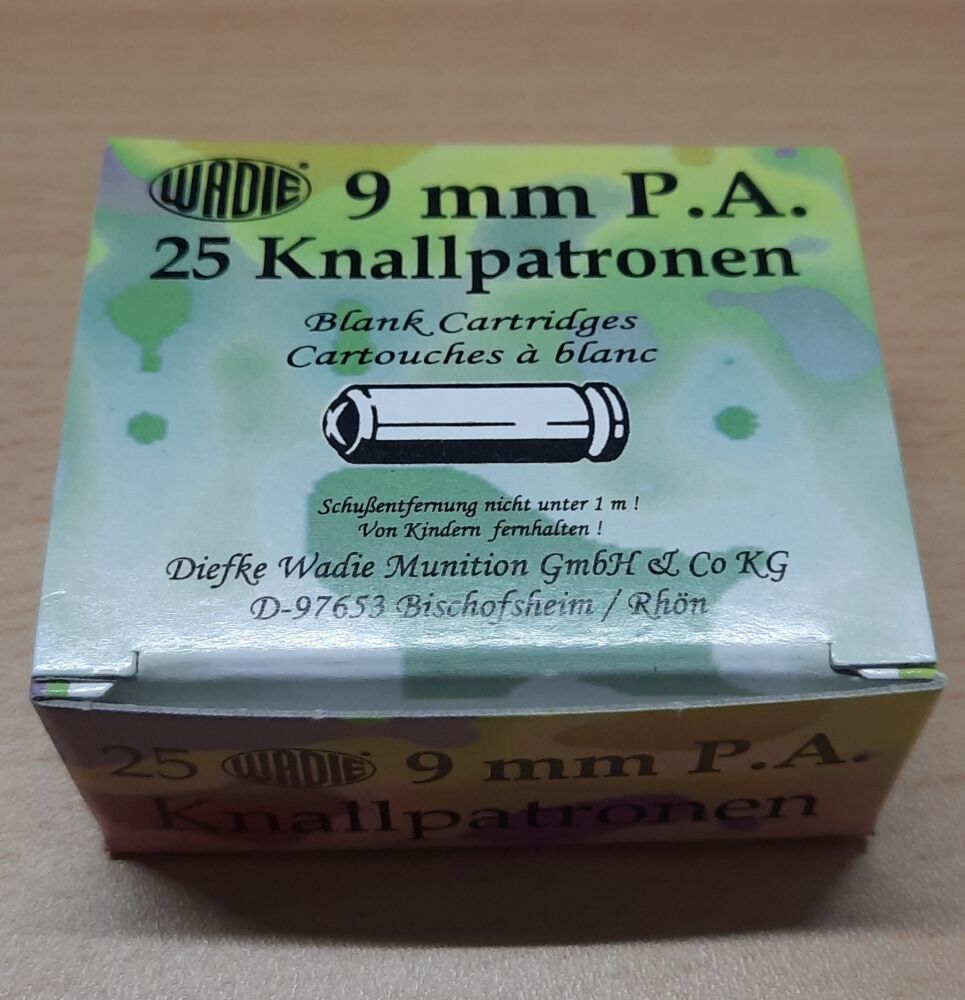 WADIE 9 mm P.A.
25 Knallpatronen
Blank Cartridges
Cartouches à blanc
Schußentfernung nicht unter 1 m !
Von Kindern fernhalten !
Diefke Wadie Munition GmbH & Co KG
D-97653 Bischofsheim / Rhön
25 WADIE 9 mm P.A.
Knallpatronen